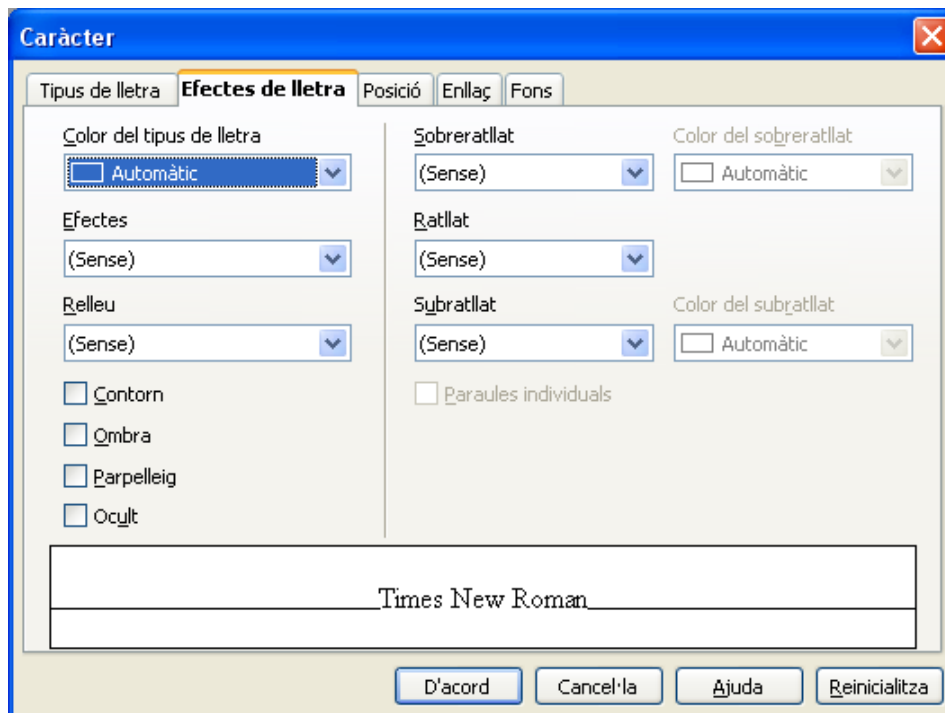 Caràcter
Tipus de lletra Efectes de lletra Posició Enllaç Fons
Color del tipus de lletra Sobreratllat Color del sobreratllat
Automàtic (Sense) Automàtic
Efectes Ratllat
(Sense) (Sense)
Relleu Subratllat Color del subratllat
(Sense) (Sense) Automàtic
Contorn Paraules individuals
Ombra
Parpelleig
Ocult
Times New Roman
D'acord Cancel·la Ajuda Reinicialitza